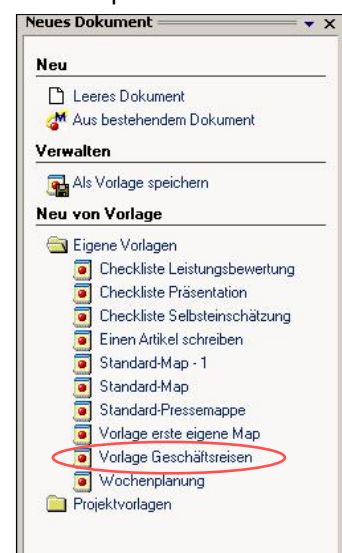 Neues Dokument
Neu
Leeres Dokument
Aus bestehendem Dokument
Verwalten
Als Vorlage speichern
Neu von Vorlage
Eigene Vorlagen
Checkliste Leistungsbewertung
Checkliste Präsentation
Checkliste Selbsteinschätzung
Einen Artikel schreiben
Standard-Map - 1
Standard-Map
Standard-Pressemappe
Vorlage erste eigene Map
Vorlage Geschäftsreisen
Wochenplanung
Projektvorlagen